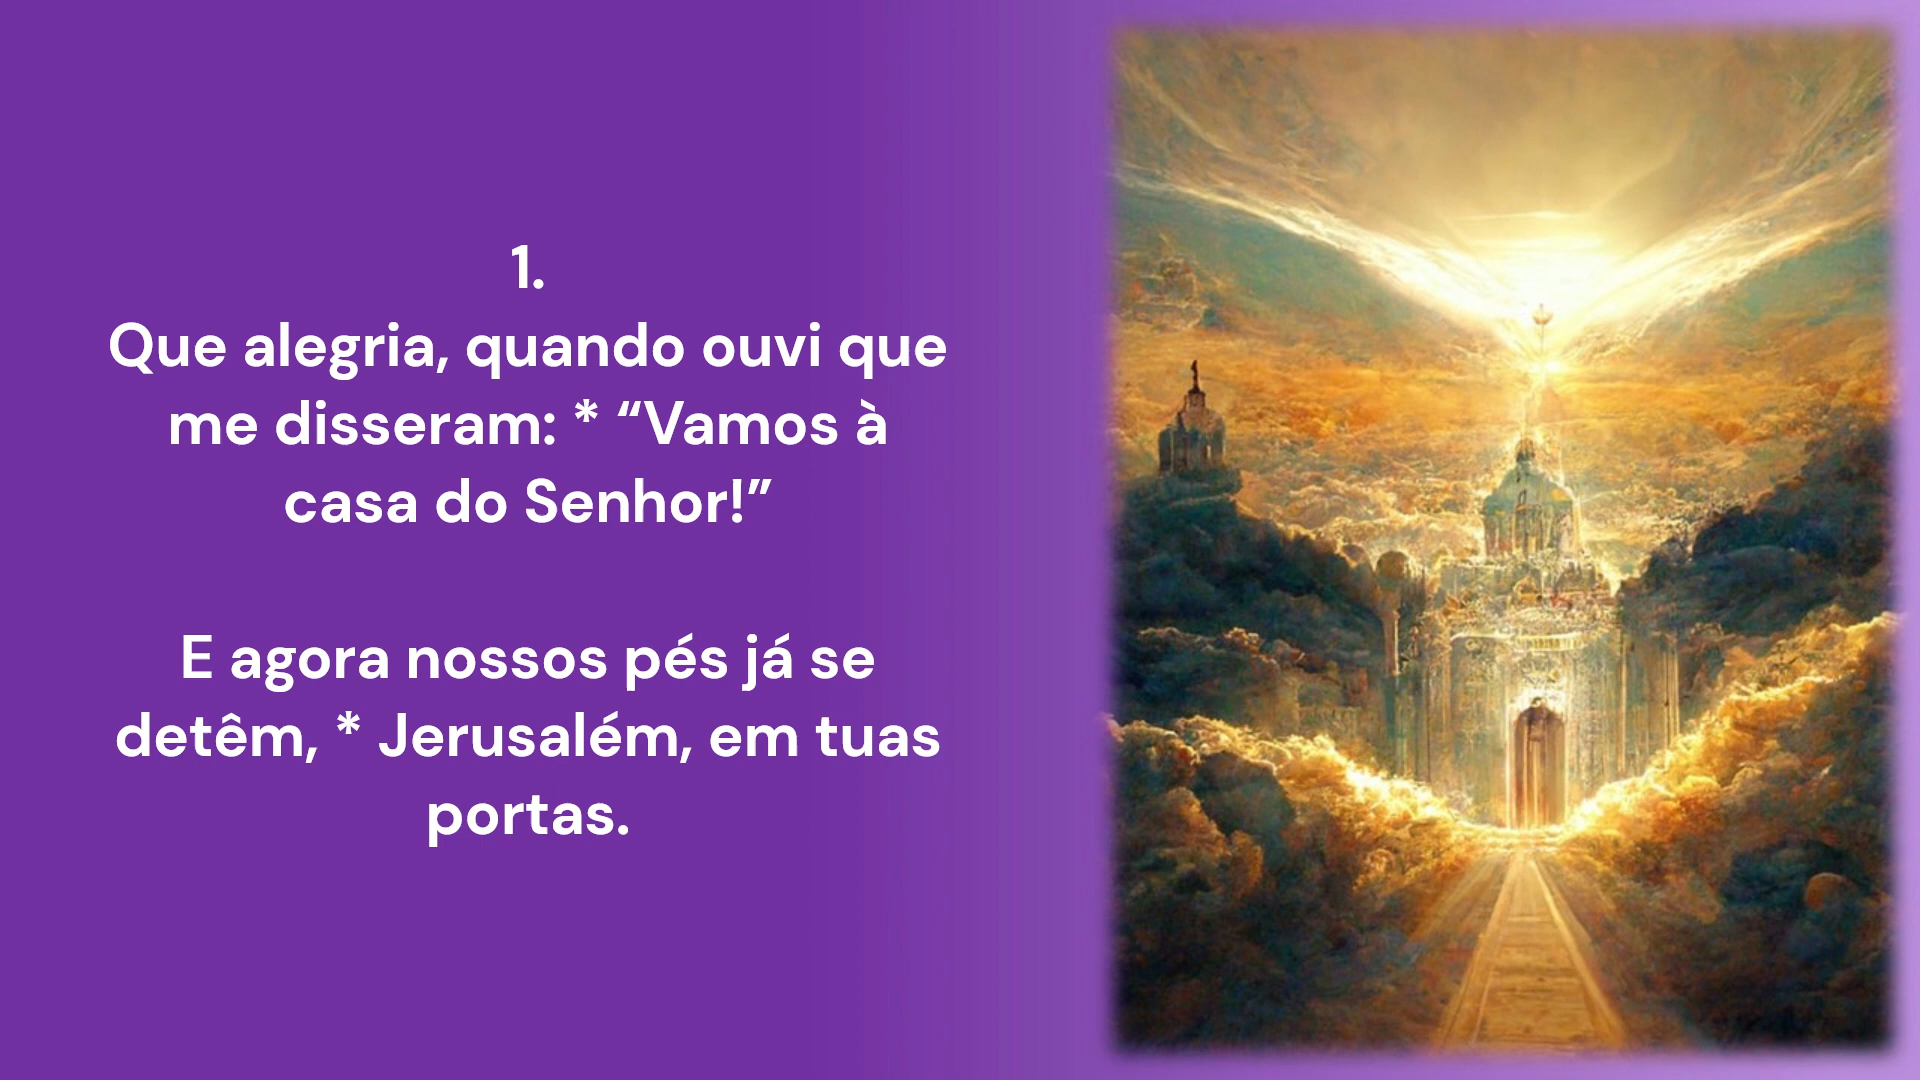 1.
Que alegria, quando ouvi que
me disseram: * “Vamos à
casa do Senhor!”
E agora nossos pés já se
detêm, * Jerusalém, em tuas
portas.